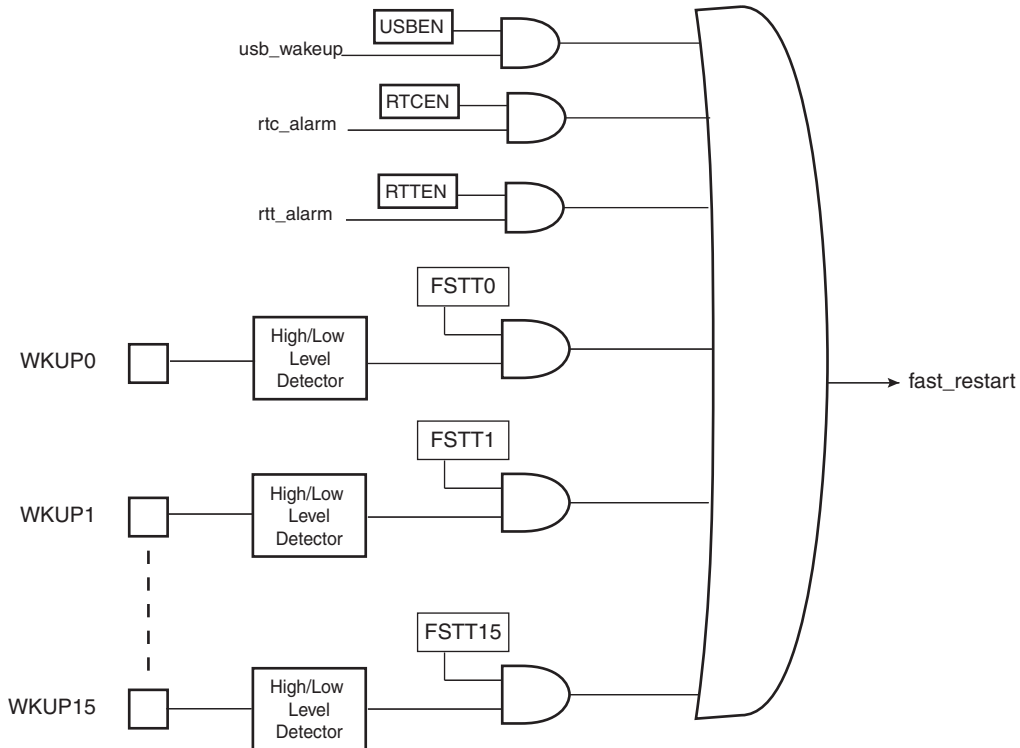 USBEN
usb_wakeup
RTCEN
rtc_alarm
RTTEN
rtt_alarm
FSTT0
WKUP0
High/Low
Level
Detector
fast_restart
FSTT1
WKUP1
High/Low
Level
Detector
FSTT15
WKUP15
High/Low
Level
Detector